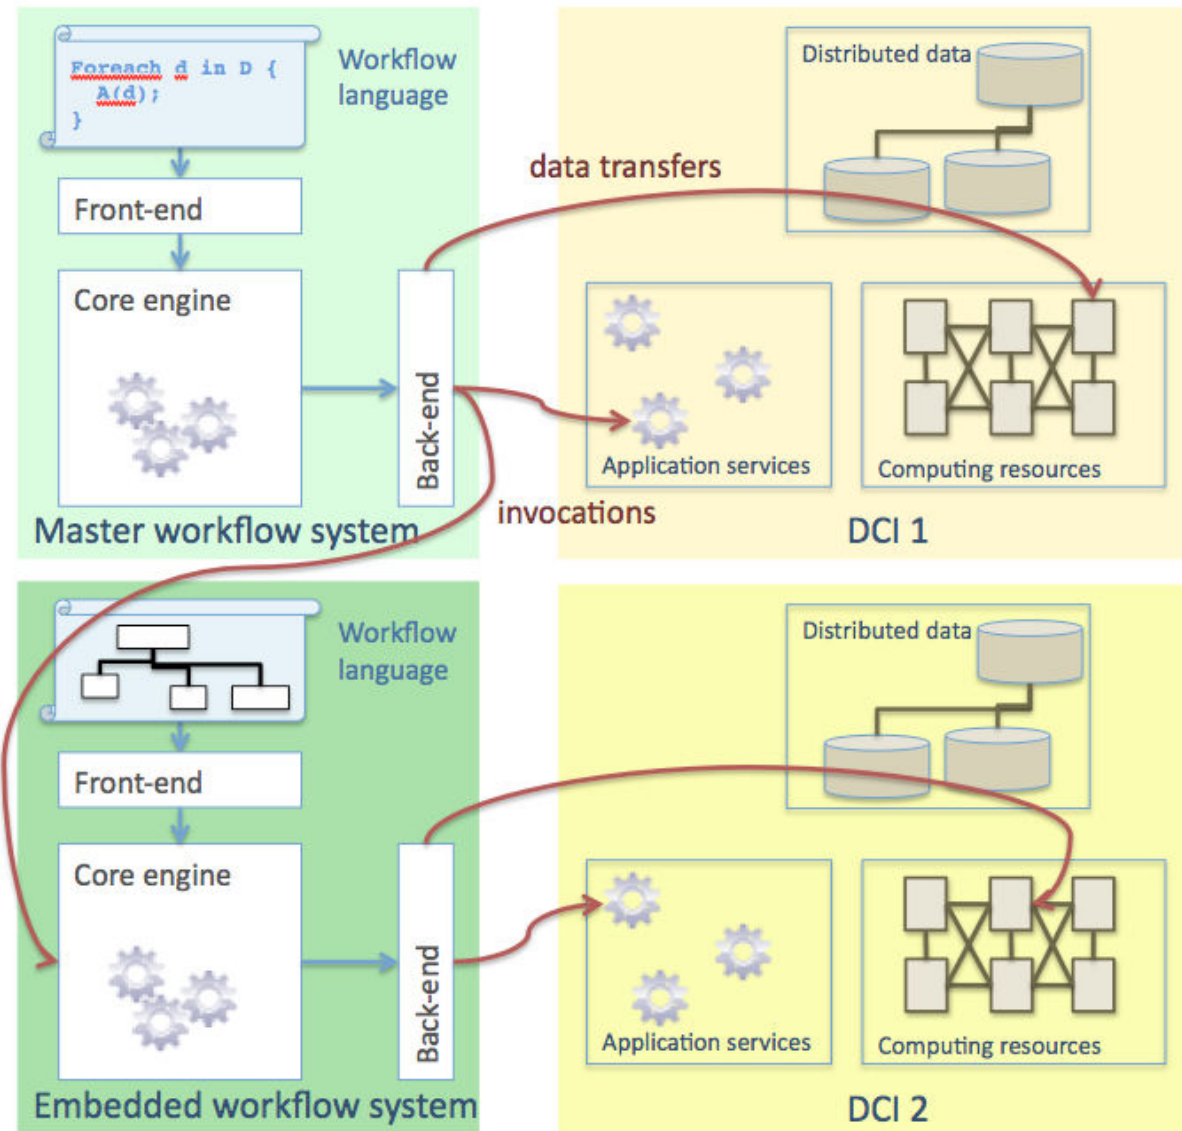 Foreach d in D {
A(d);
}
Workflow
language
Front-end
Core engine
Back-end
Master workflow system
data transfers
invocations
Distributed data
Application services
Computing resources
DCI 1
Workflow
language
Front-end
Core engine
Back-end
Embedded workflow system
Distributed data
Application services
Computing resources
DCI 2